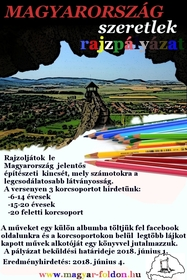 MAGYARORSZÁG
szeretlek
rajzpályázat
Rajzoljátok le
Magyarország jelentős
építészeti kincsét, mely számotokra a
legcsodálatosabb látványosság.
A versenyen 3 korcsoportot hirdetünk:
-6-14 évesek
-15-20 évesek
-20 feletti korcsoport
A műveket egy külön albumba töltjük fel facebook
oldalunkra és a korcsoportokon belül legtöbb lájkot
kapott művek alkotóját egy könyvvel jutalmazzuk.
A pályázat beküldési határideje 2018. június 1.
Eredményhirdetés: 2018. június 4.
www.magyar-foldon.hu